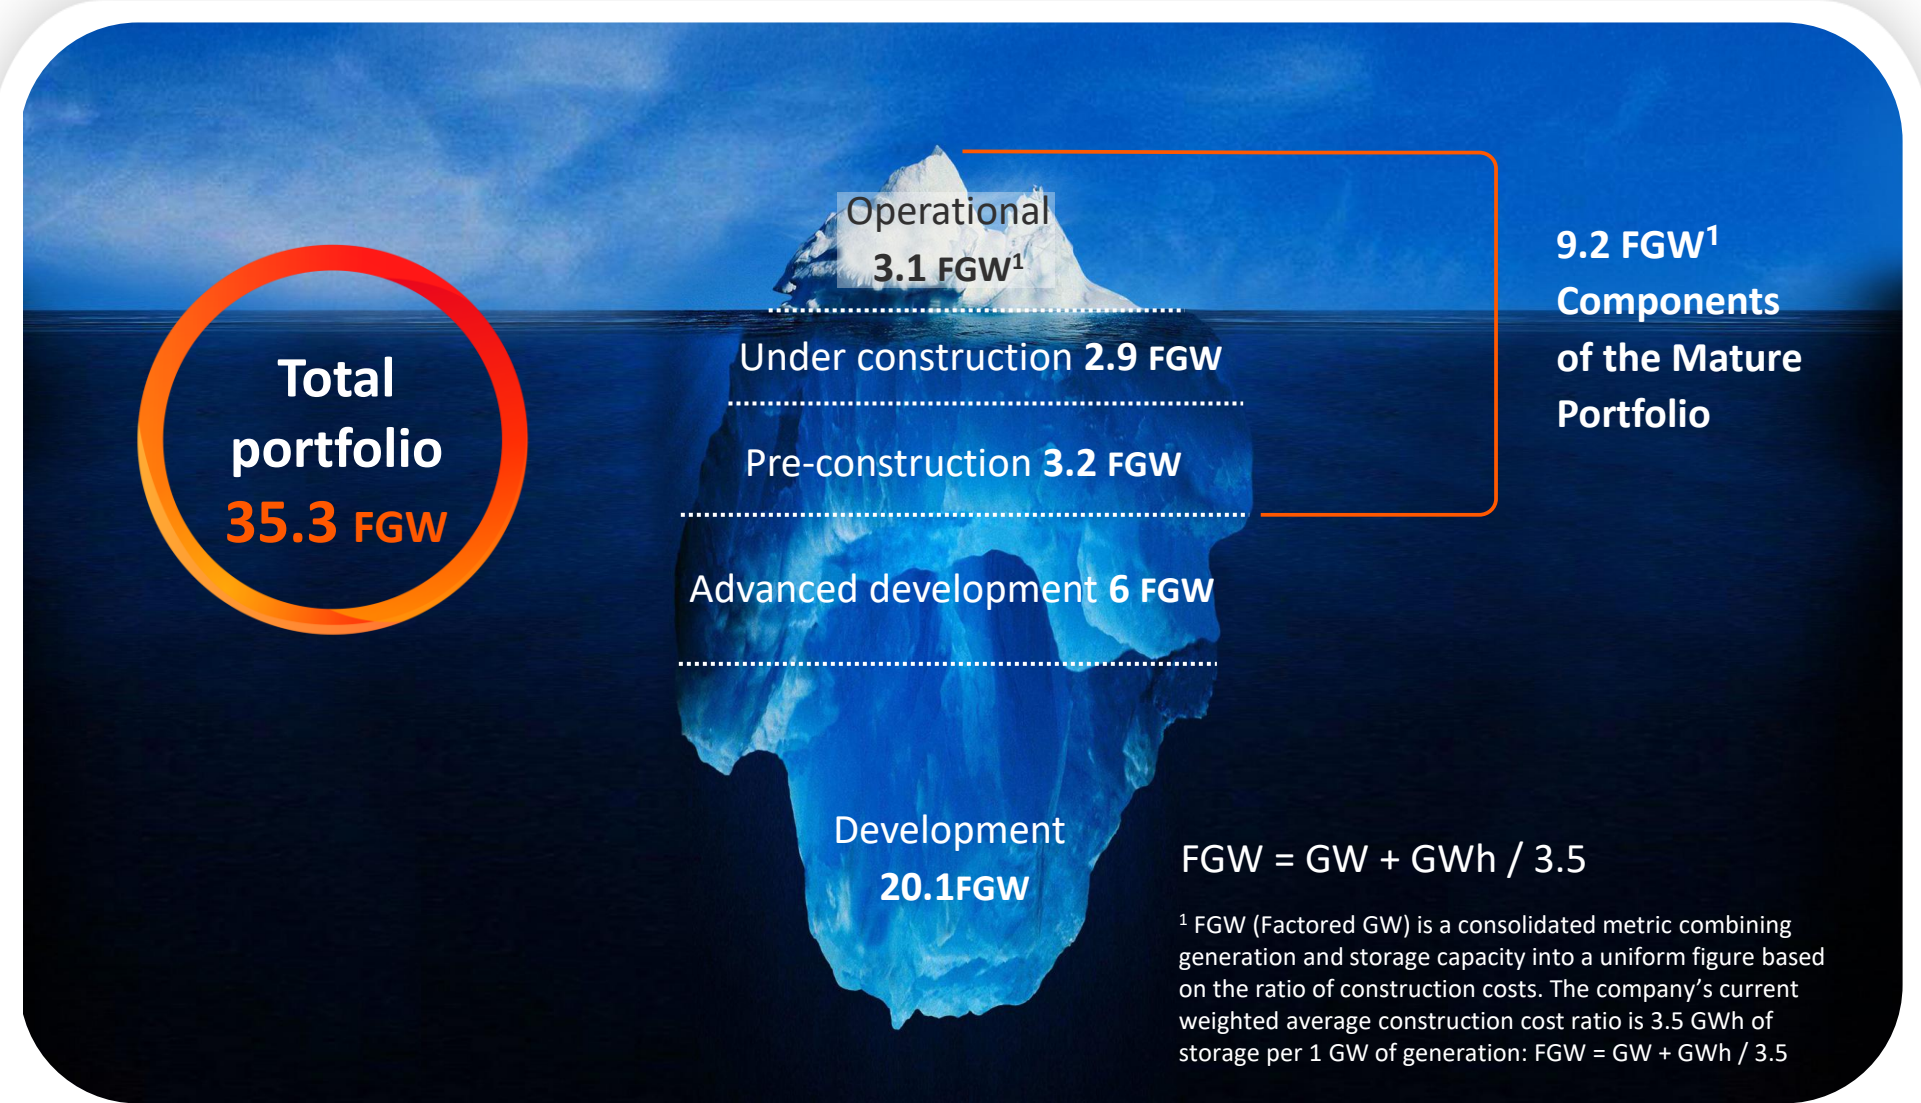 Total
portfolio
35.3 FGW
Operational
3.1 FGW¹
Under construction 2.9 FGW
Pre-construction 3.2 FGW
Advanced development 6 FGW
Development
20.1FGW
9.2 FGW¹
Components
of the Mature
Portfolio
FGW = GW + GWh / 3.5
¹ FGW (Factored GW) is a consolidated metric combining
generation and storage capacity into a uniform figure based
on the ratio of construction costs. The company’s current
weighted average construction cost ratio is 3.5 GWh of
storage per 1 GW of generation: FGW = GW + GWh / 3.5